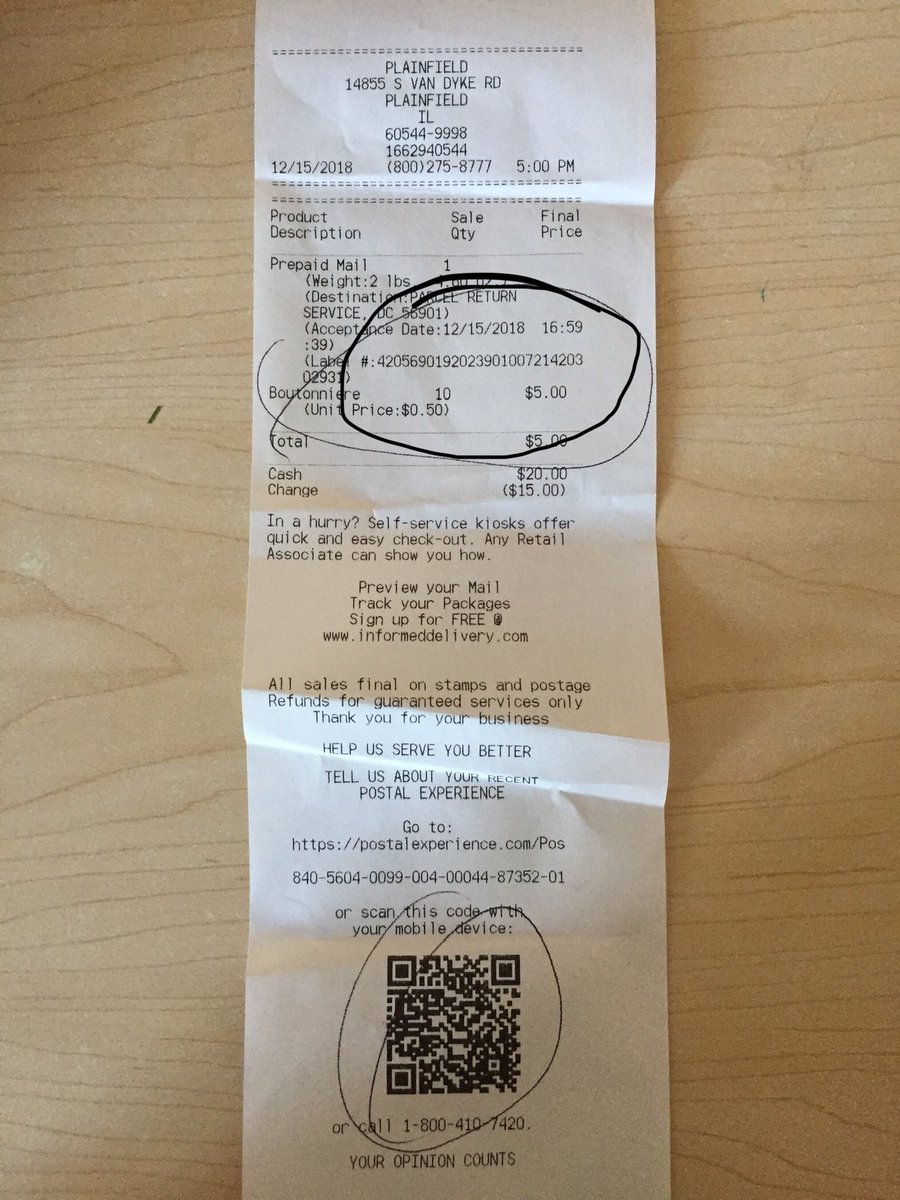 ==================================
PLAINFIELD
14855 S VAN DYKE RD
PLAINFIELD
IL
60544-9998
1662940544
12/15/2018 (800)275-8777 5:00 PM
==================================
==================================
Product Sale Final
Description Qty Price
Prepaid Mail 1
(Weight:2 lbs.
(Destination:PARCEL RETURN
SERVICE, DC 56901)
(Acceptance Date:12/15/2018 16:59
:39)
(Label #:4205690192023901007214203
02931)
Boutonniere 10 $5.00
(Unit Price:$0.50)
Total $5.00
Cash $20.00
Change ($15.00)
In a hurry? Self-service kiosks offer
quick and easy check-out. Any Retail
Associate can show you how.
Preview your Mail
Track your Packages
Sign up for FREE @
www.informeddelivery.com
All sales final on stamps and postage
Refunds for guaranteed services only
Thank you for your business
HELP US SERVE YOU BETTER
TELL US ABOUT YOUR RECENT
POSTAL EXPERIENCE
Go to:
https://postalexperience.com/Pos
840-5604-0099-004-00044-87352-01
or scan this code with
your mobile device:
or call 1-800-410-7420.
YOUR OPINION COUNTS